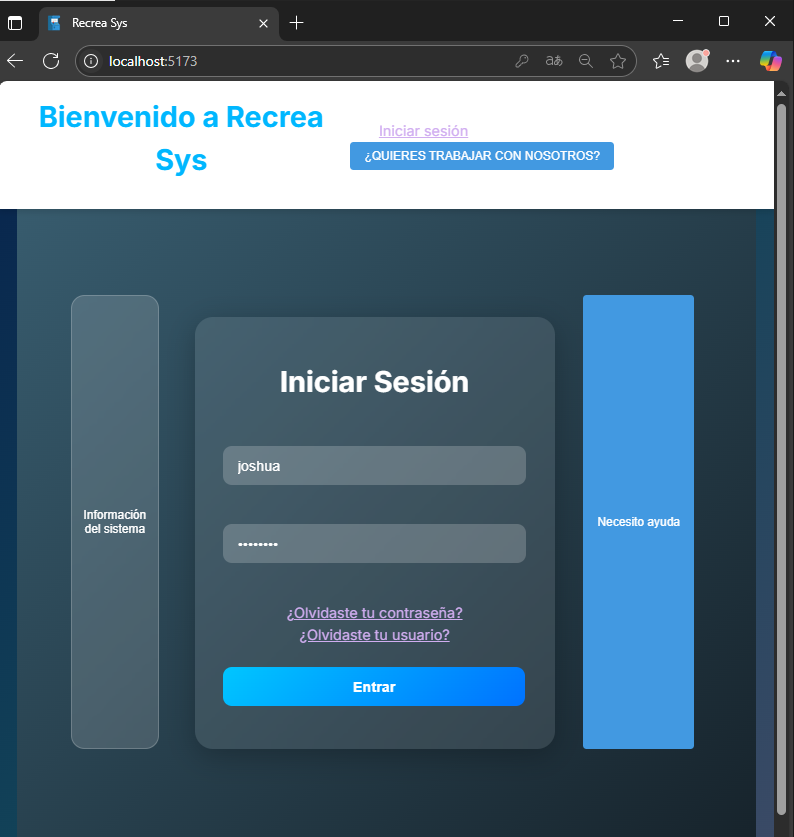 Recrea Sys
localhost:5173
Bienvenido a Recrea
Sys
Iniciar sesión
¿QUIERES TRABAJAR CON NOSOTROS?
Información
del sistema
Iniciar Sesión
joshua
••••••••
¿Olvidaste tu contraseña?
¿Olvidaste tu usuario?
Entrar
Necesito ayuda